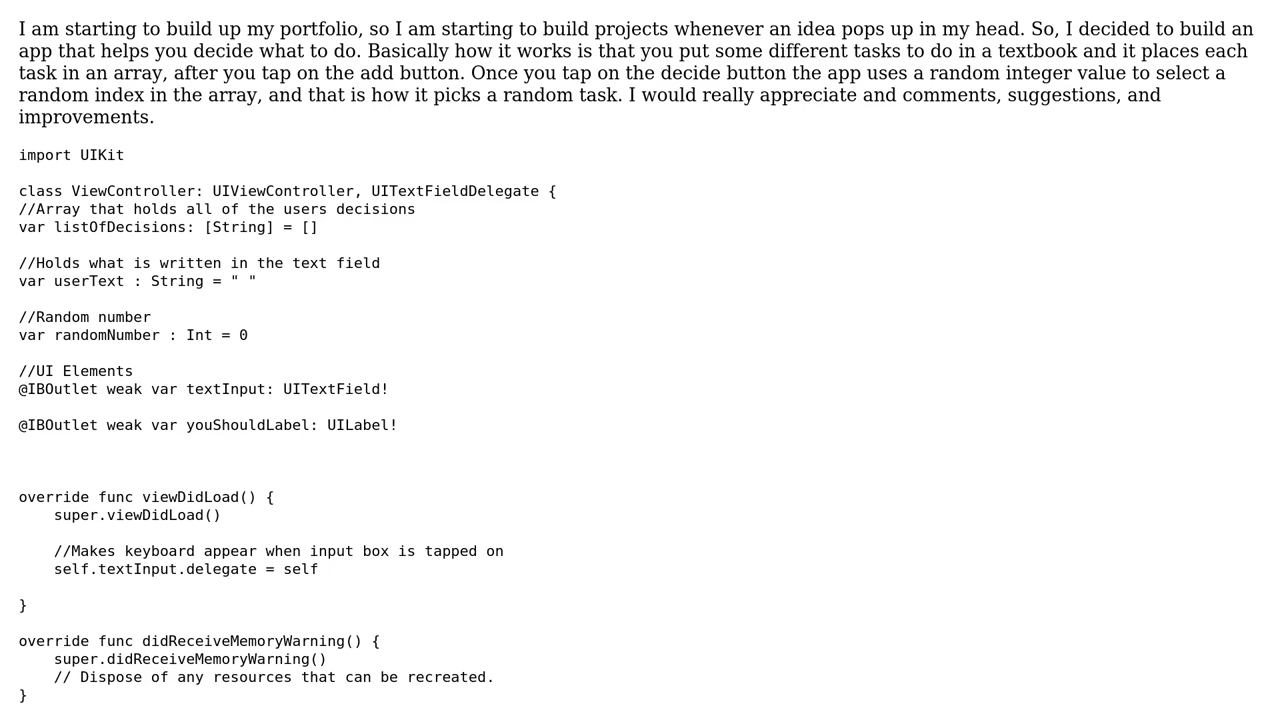 I am starting to build up my portfolio, so I am starting to build projects whenever an idea pops up in my head. So, I decided to build an
app that helps you decide what to do. Basically how it works is that you put some different tasks to do in a textbook and it places each
task in an array, after you tap on the add button. Once you tap on the decide button the app uses a random integer value to select a
random index in the array, and that is how it picks a random task. I would really appreciate and comments, suggestions, and
improvements.
import UIKit
class ViewController: UIViewController, UITextFieldDelegate {
//Array that holds all of the users decisions
var listOfDecisions: [String] = []
//Holds what is written in the text field
var userText : String = " "
//Random number
var randomNumber : Int = 0
//UI Elements
@IBOutlet weak var textInput: UITextField!
@IBOutlet weak var youShouldLabel: UILabel!
override func viewDidLoad() {
    super.viewDidLoad()
    //Makes keyboard appear when input box is tapped on
    self.textInput.delegate = self
}
override func didReceiveMemoryWarning() {
    super.didReceiveMemoryWarning()
    // Dispose of any resources that can be recreated.
}